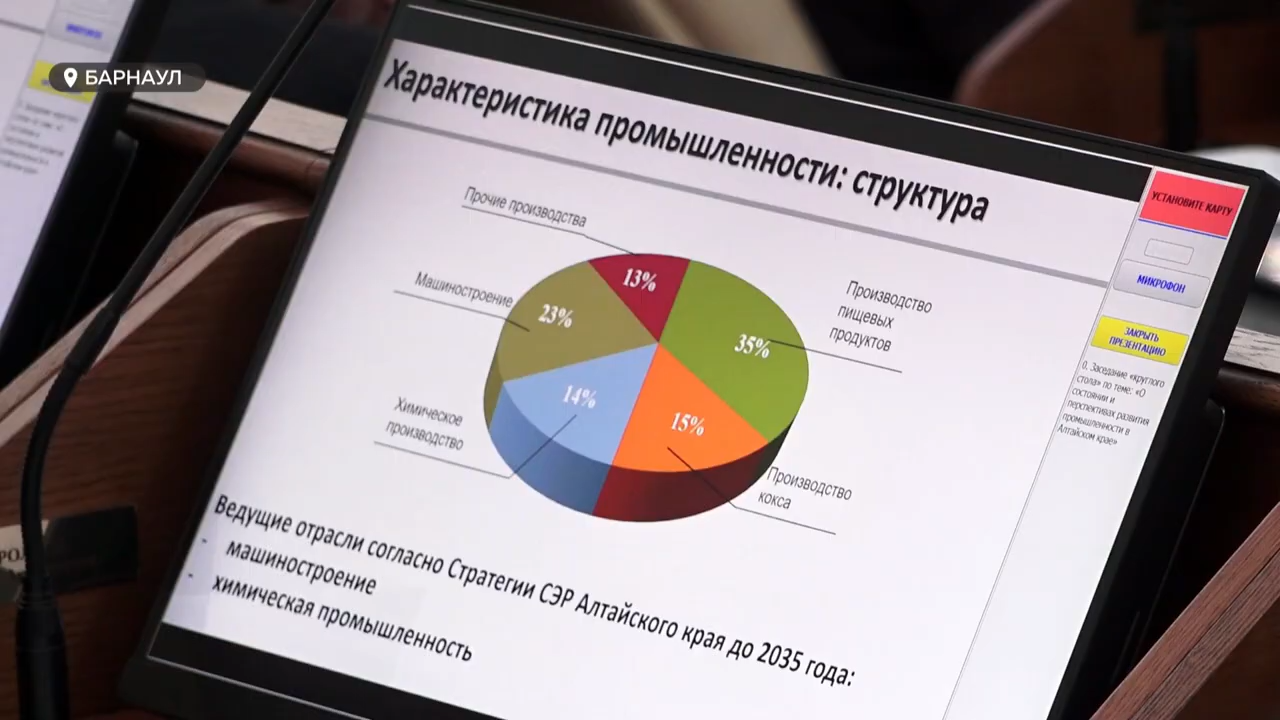 БАРНАУЛ
Характеристика промышленности: структура
Прочие производства
13%
Машиностроение
23%
Производство
пищевых
продуктов
35%
Химическое
производство
14%
15%
Производство
кокса
Ведущие отрасли согласно Стратегии СЭР Алтайского края до 2035 года:
- машиностроение
- химическая промышленность
УСТАНОВИТЕ КАРТУ
МИКРОФОН
ЗАКРЫТЬ
ПРЕЗЕНТАЦИЮ
0. Заседание «круглого
стола» по теме: «О
состоянии и
перспективах развития
промышленности в
Алтайском крае»